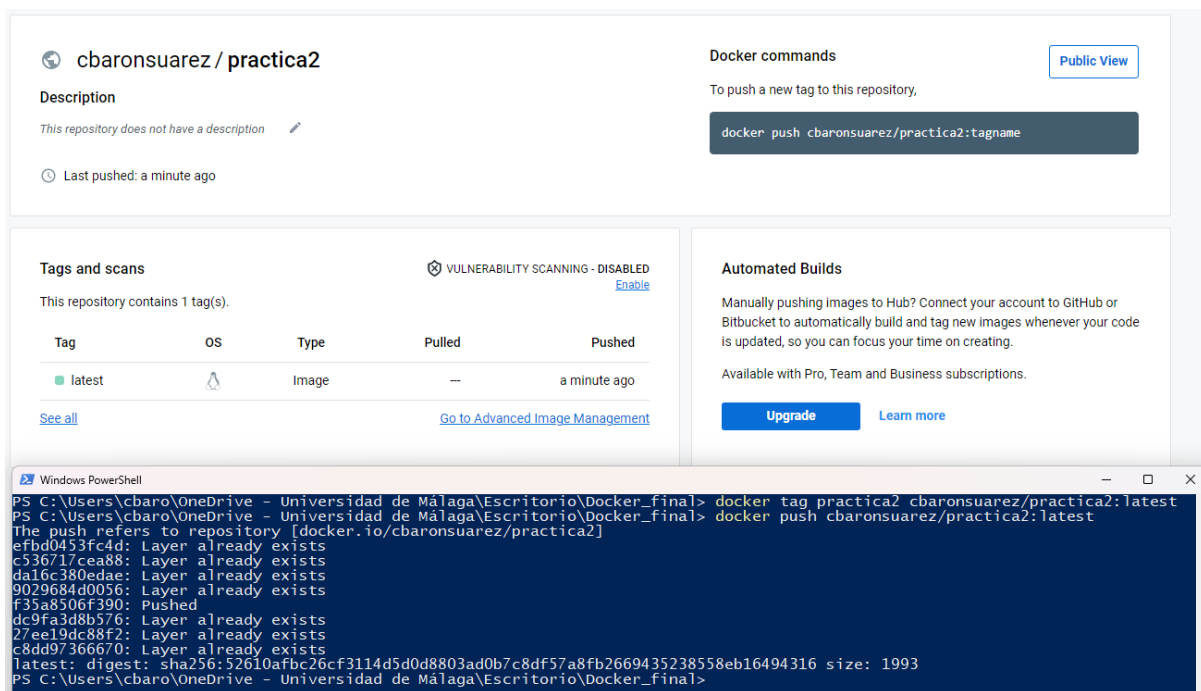 cbaronsuarez / practica2
Description
This repository does not have a description
Last pushed: a minute ago
Docker commands
Public View
To push a new tag to this repository,
docker push cbaronsuarez/practica2:tagname
Tags and scans
VULNERABILITY SCANNING - DISABLED
Enable
This repository contains 1 tag(s).
Tag OS Type Pulled Pushed
latest Image --- a minute ago
See all
Go to Advanced Image Management
Automated Builds
Manually pushing images to Hub? Connect your account to GitHub or
Bitbucket to automatically build and tag new images whenever your code
is updated, so you can focus your time on creating.
Available with Pro, Team and Business subscriptions.
Upgrade Learn more
Windows PowerShell
PS C:\Users\cbaro\OneDrive - Universidad de Málaga\Escritorio\Docker_final> docker tag practica2 cbaronsuarez/practica2:latest
PS C:\Users\cbaro\OneDrive - Universidad de Málaga\Escritorio\Docker_final> docker push cbaronsuarez/practica2:latest
The push refers to repository [docker.io/cbaronsuarez/practica2]
efbd0453fc4d: Layer already exists
c536717cea88: Layer already exists
da16c380edae: Layer already exists
9029684d0056: Layer already exists
f35a8506f390: Pushed
dc9fa3d8b576: Layer already exists
27ee19dc88f2: Layer already exists
c8dd97366670: Layer already exists
latest: digest: sha256:52610afbc26cf3114d5d0d8803ad0b7c8df57a8fb2669435238558eb16494316 size: 1993
PS C:\Users\cbaro\OneDrive - Universidad de Málaga\Escritorio\Docker_final>